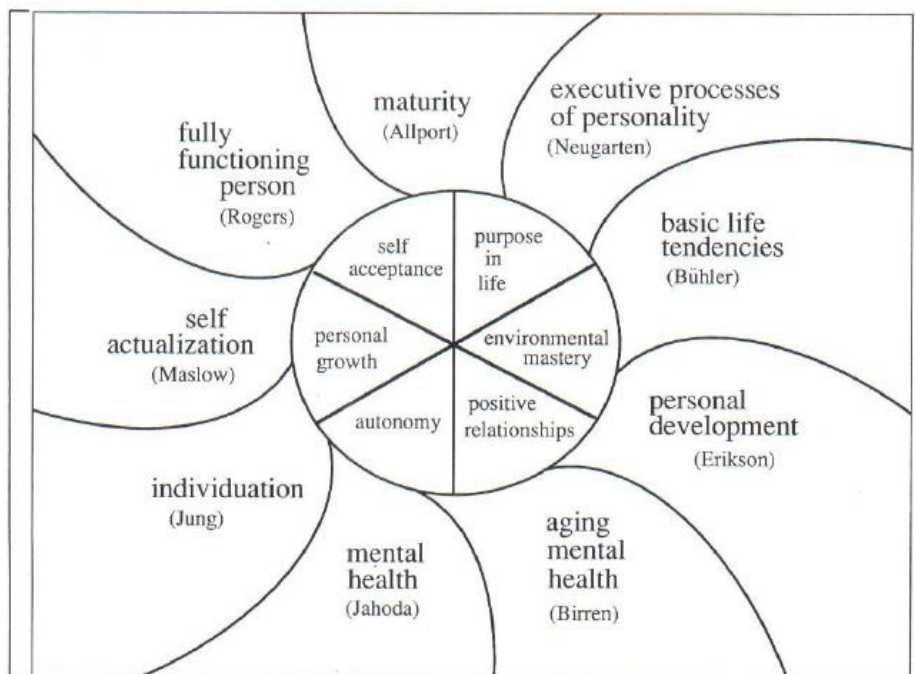 maturity
(Allport)
executive processes
of personality
(Neugarten)
fully
functioning
person
(Rogers)
basic life
tendencies
(Bühler)
self
acceptance
purpose
in
life
self
actualization
(Maslow)
personal
growth
environmental
mastery
personal
development
(Erikson)
autonomy
positive
relationships
individuation
(Jung)
mental
health
(Jahoda)
aging
mental
health
(Birren)